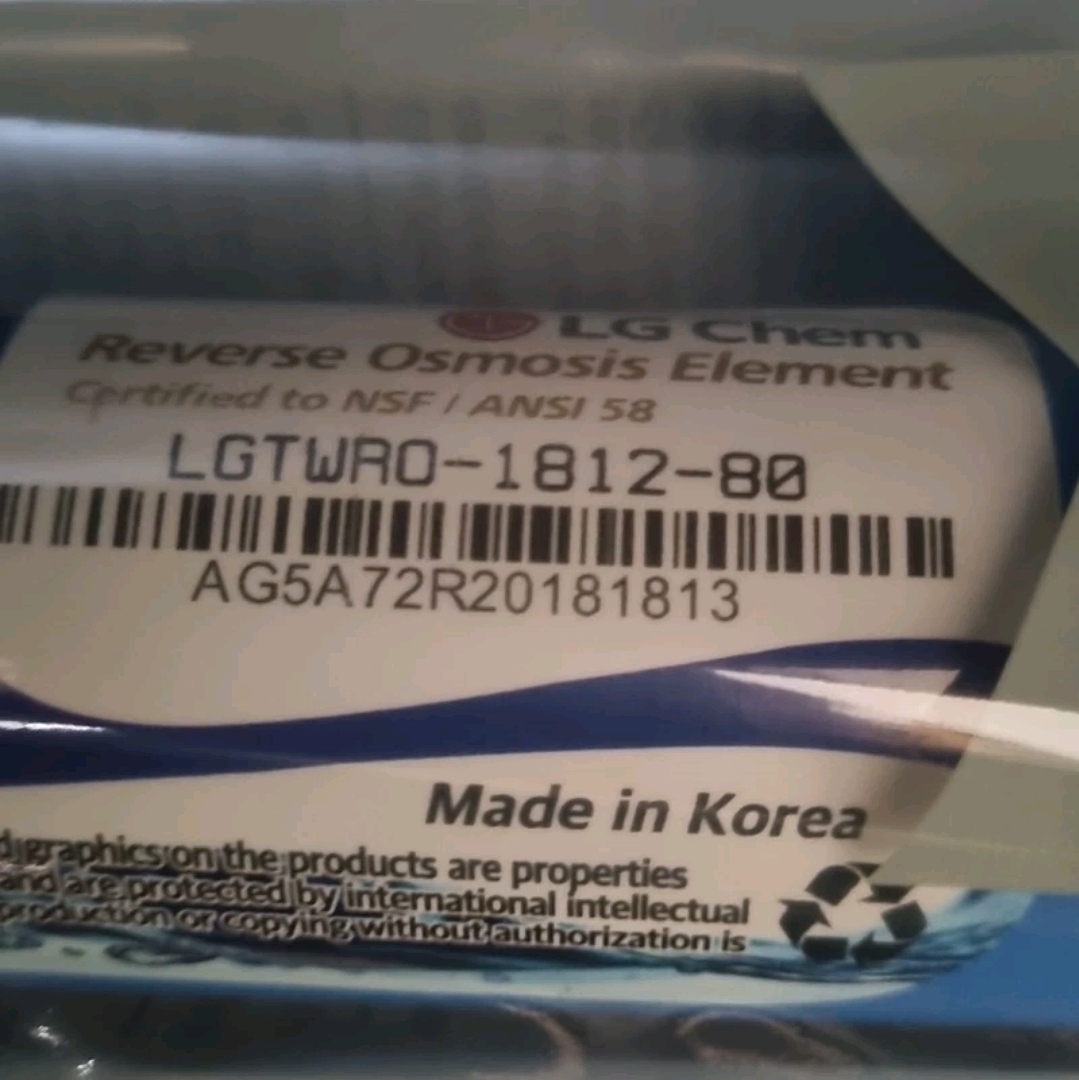 LG Chem
Reverse Osmosis Element
Certified to NSF / ANSI 58
LGTWRO-1812-80
AG5A72R20181813
Made in Korea
graphics on the products are properties
and are protected by international intellectual
production or copying without authorization is